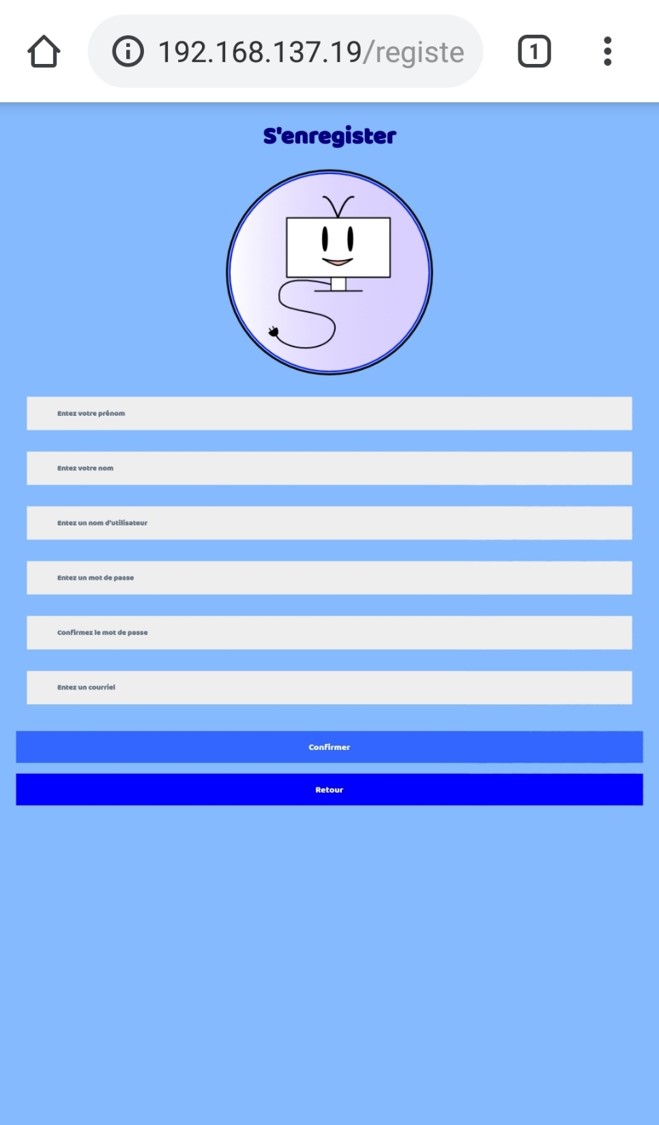 192.168.137.19/registe
1
S'enregister
Entez votre prénom
Entez votre nom
Entez un nom d'utilisateur
Entez un mot de passe
Confirmez le mot de passe
Entez un courriel
Confirmer
Retour